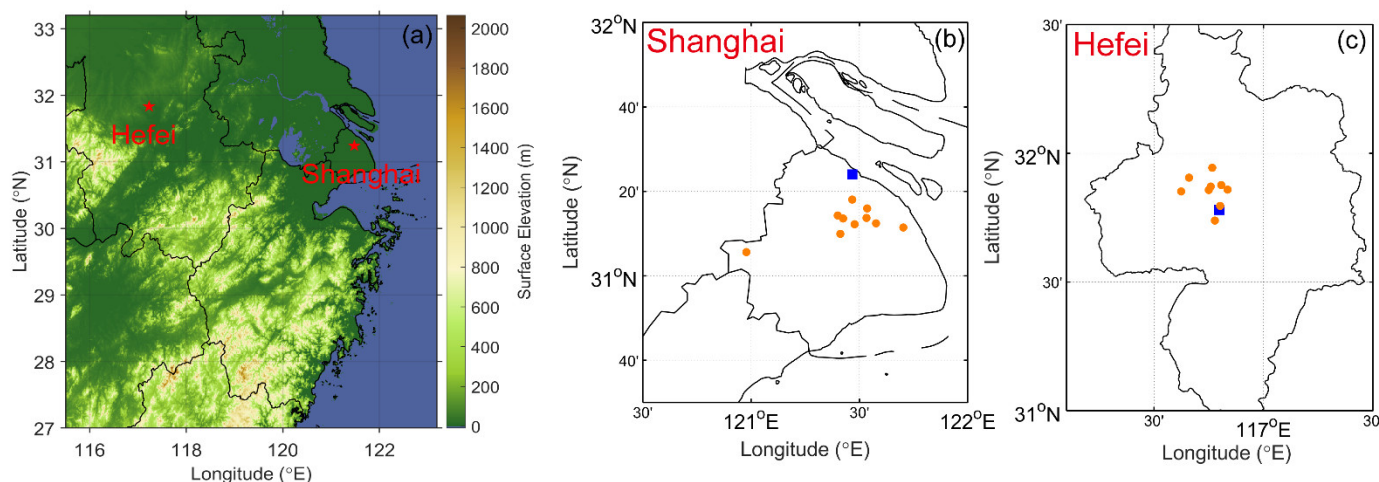 (a)
33
32
31
30
29
28
27
Latitude (°N)
116
118
120
122
Longitude (°E)
Hefei
Shanghai
2000
1800
1600
1400
1200
1000
800
600
400
200
0
Surface Elevation (m)
Shanghai
(b)
32°N
40'
20'
31°N
40'
Latitude (°N)
30'
121°E
30'
122°E
Longitude (°E)
Hefei
(c)
30'
32°N
30'
31°N
Latitude (°N)
30'
117°E
30
Longitude (°E)